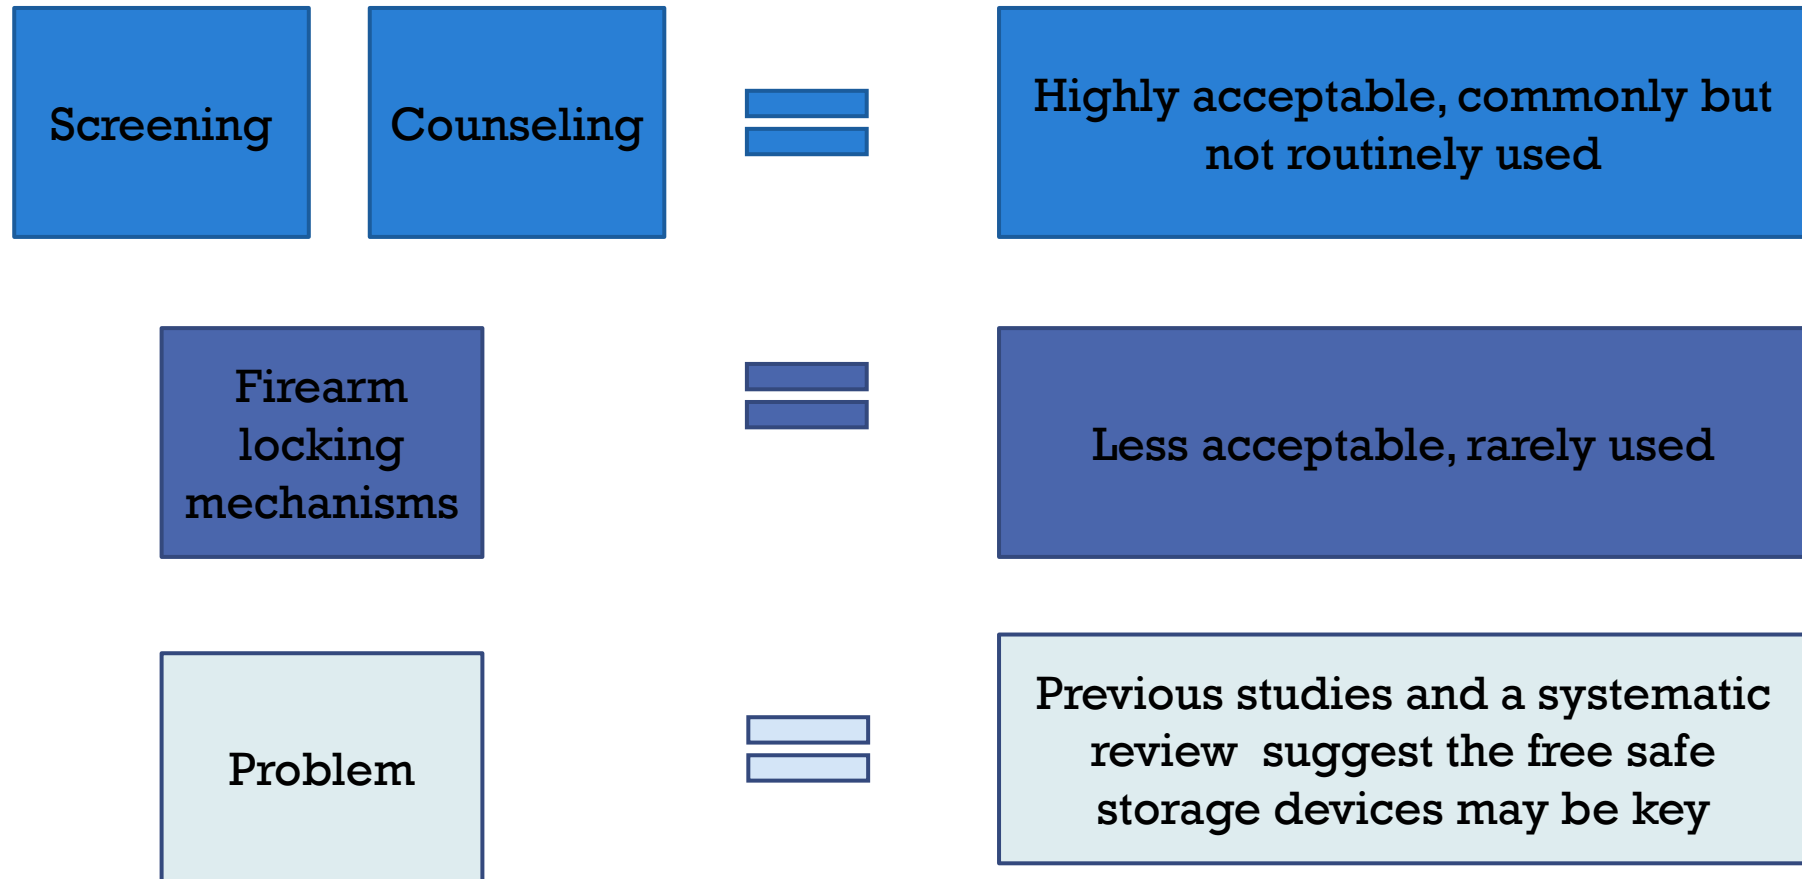 Screening
Counseling
Highly acceptable, commonly but
not routinely used
Firearm
locking
mechanisms
Less acceptable, rarely used
Problem
Previous studies and a systematic
review  suggest the free safe
storage devices may be key